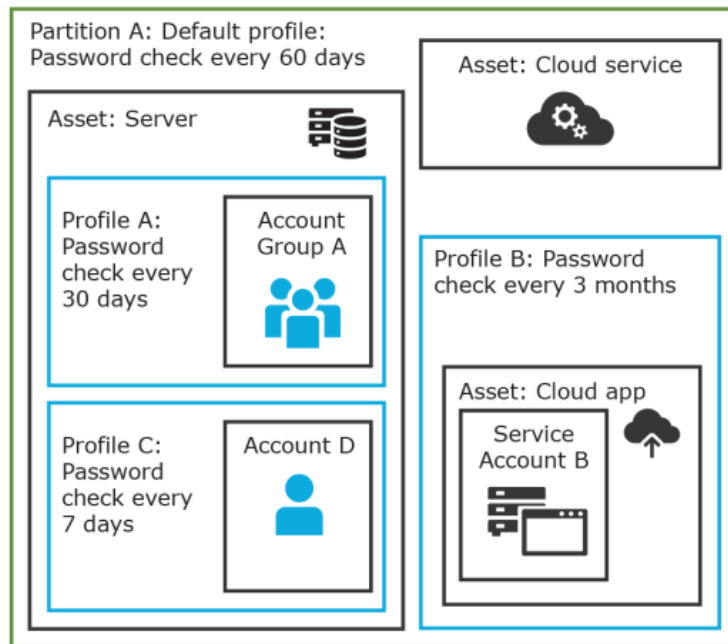 Partition A: Default profile:
Password check every 60 days
Asset: Server
Profile A:
Password
check every
30 days
Account
Group A
Profile C:
Password
check every
7 days
Account D
Asset: Cloud service
Profile B: Password
check every 3 months
Asset: Cloud app
Service
Account B